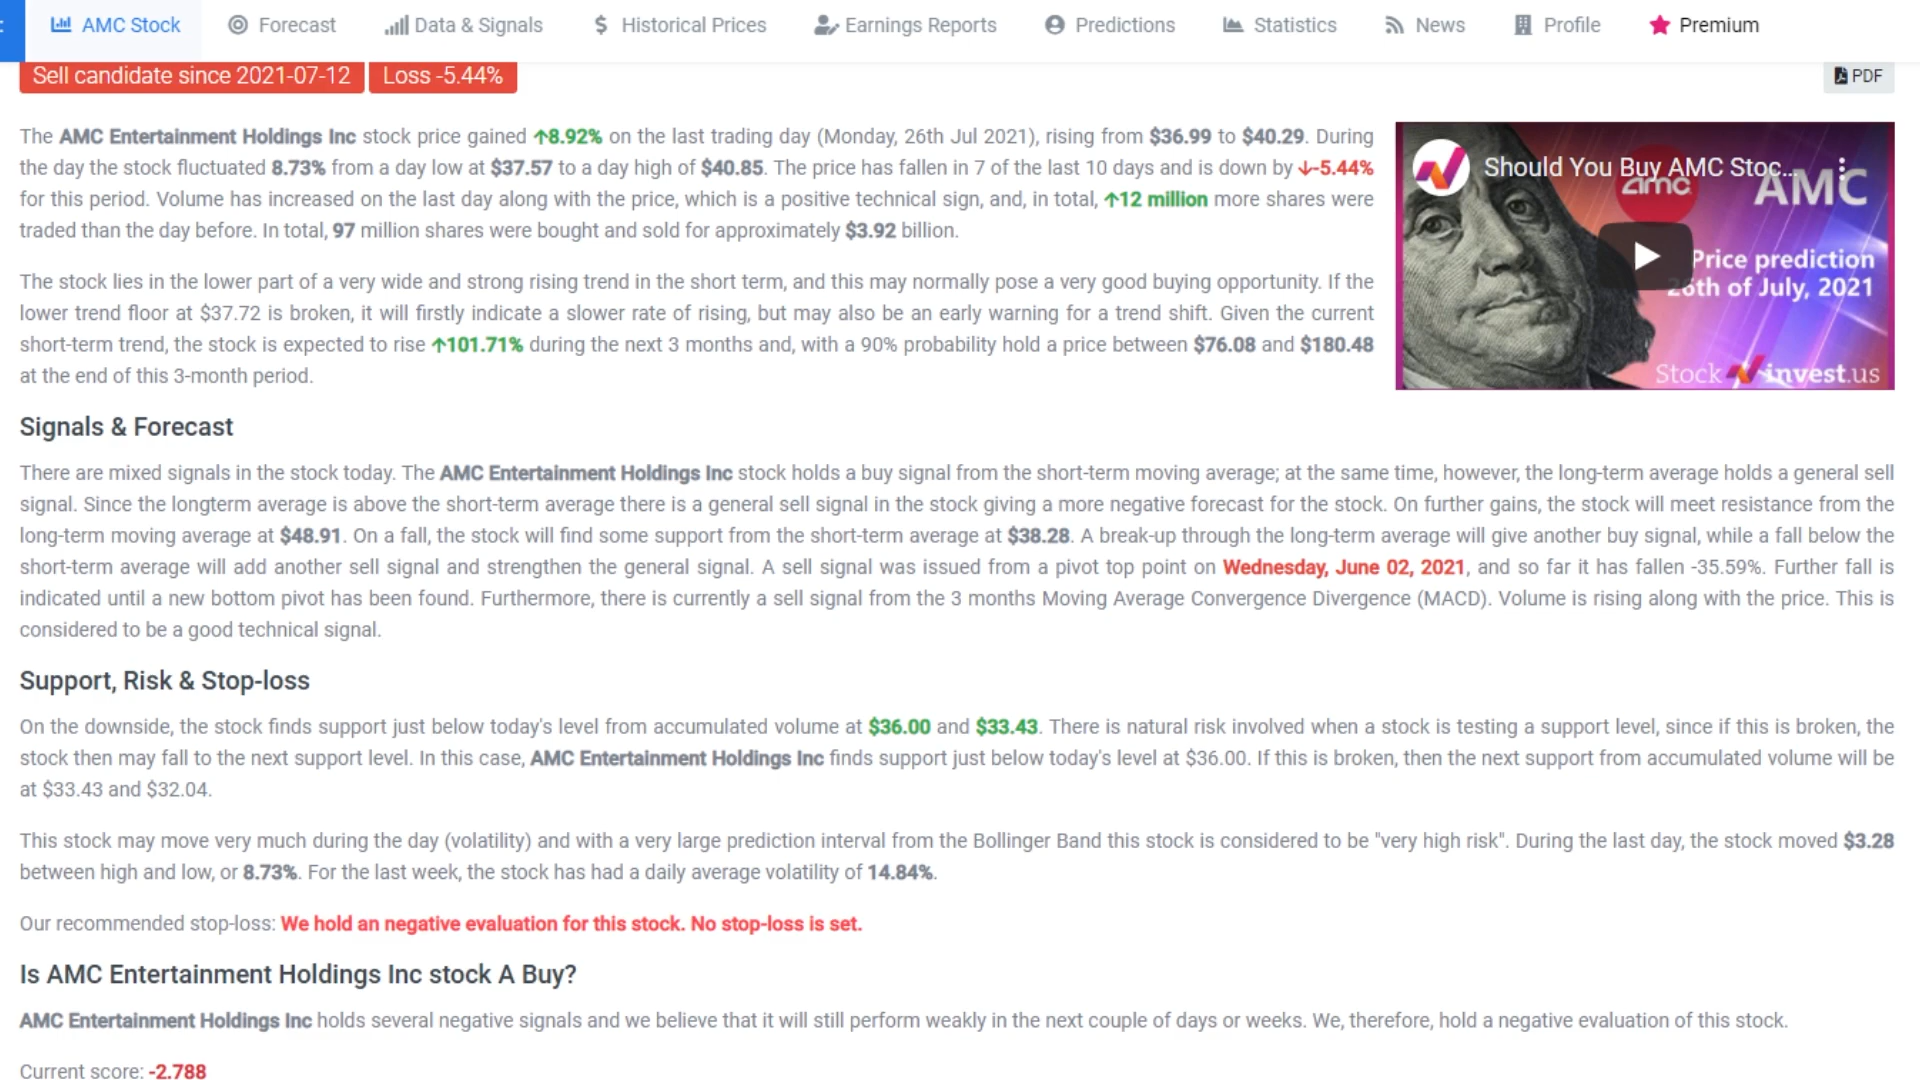 AMC Stock
Forecast
Data & Signals
Historical Prices
Earnings Reports
Predictions
Statistics
News
Profile
Premium
Sell candidate since 2021-07-12
Loss -5.44%
PDF
The AMC Entertainment Holdings Inc stock price gained ↑8.92% on the last trading day (Monday, 26th Jul 2021), rising from $36.99 to $40.29. During
the day the stock fluctuated 8.73% from a day low at $37.57 to a day high of $40.85. The price has fallen in 7 of the last 10 days and is down by ↓-5.44%
for this period. Volume has increased on the last day along with the price, which is a positive technical sign, and, in total, ↑12 million more shares were
traded than the day before. In total, 97 million shares were bought and sold for approximately $3.92 billion.
The stock lies in the lower part of a very wide and strong rising trend in the short term, and this may normally pose a very good buying opportunity. If the
lower trend floor at $37.72 is broken, it will firstly indicate a slower rate of rising, but may also be an early warning for a trend shift. Given the current
short-term trend, the stock is expected to rise ↑101.71% during the next 3 months and, with a 90% probability hold a price between $76.08 and $180.48
at the end of this 3-month period.
Should You Buy AMC Stoc...
amc
AMC
Price prediction
26th of July, 2021
Stock invest.us
Signals & Forecast
There are mixed signals in the stock today. The AMC Entertainment Holdings Inc stock holds a buy signal from the short-term moving average; at the same time, however, the long-term average holds a general sell
signal. Since the longterm average is above the short-term average there is a general sell signal in the stock giving a more negative forecast for the stock. On further gains, the stock will meet resistance from the
long-term moving average at $48.91. On a fall, the stock will find some support from the short-term average at $38.28. A break-up through the long-term average will give another buy signal, while a fall below the
short-term average will add another sell signal and strengthen the general signal. A sell signal was issued from a pivot top point on Wednesday, June 02, 2021, and so far it has fallen -35.59%. Further fall is
indicated until a new bottom pivot has been found. Furthermore, there is currently a sell signal from the 3 months Moving Average Convergence Divergence (MACD). Volume is rising along with the price. This is
considered to be a good technical signal.
Support, Risk & Stop-loss
On the downside, the stock finds support just below today's level from accumulated volume at $36.00 and $33.43. There is natural risk involved when a stock is testing a support level, since if this is broken, the
stock then may fall to the next support level. In this case, AMC Entertainment Holdings Inc finds support just below today's level at $36.00. If this is broken, then the next support from accumulated volume will be
at $33.43 and $32.04.
This stock may move very much during the day (volatility) and with a very large prediction interval from the Bollinger Band this stock is considered to be "very high risk". During the last day, the stock moved $3.28
between high and low, or 8.73%. For the last week, the stock has had a daily average volatility of 14.84%.
Our recommended stop-loss: We hold an negative evaluation for this stock. No stop-loss is set.
Is AMC Entertainment Holdings Inc stock A Buy?
AMC Entertainment Holdings Inc holds several negative signals and we believe that it will still perform weakly in the next couple of days or weeks. We, therefore, hold a negative evaluation of this stock.
Current score: -2.788